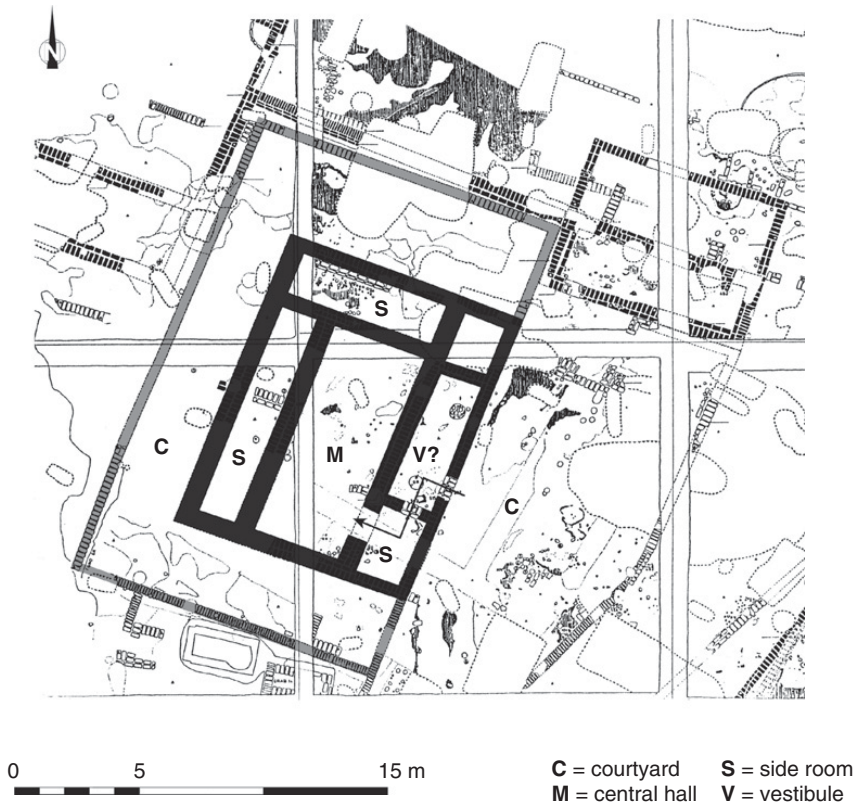 N
S
C
S
M
V?
C
S
0 5 15 m
C = courtyard S = side room
M = central hall V = vestibule